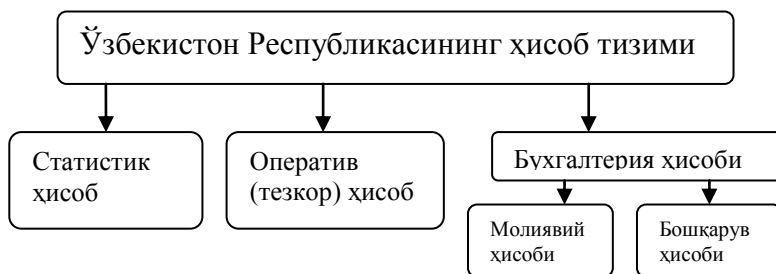 Ўзбекистон Республикасининг ҳисоб тизими
Статистик
ҳисоб
Оператив
(тезкор) ҳисоб
Бухгалтерия ҳисоби
Молиявий
ҳисоби
Бошқарув
ҳисоби